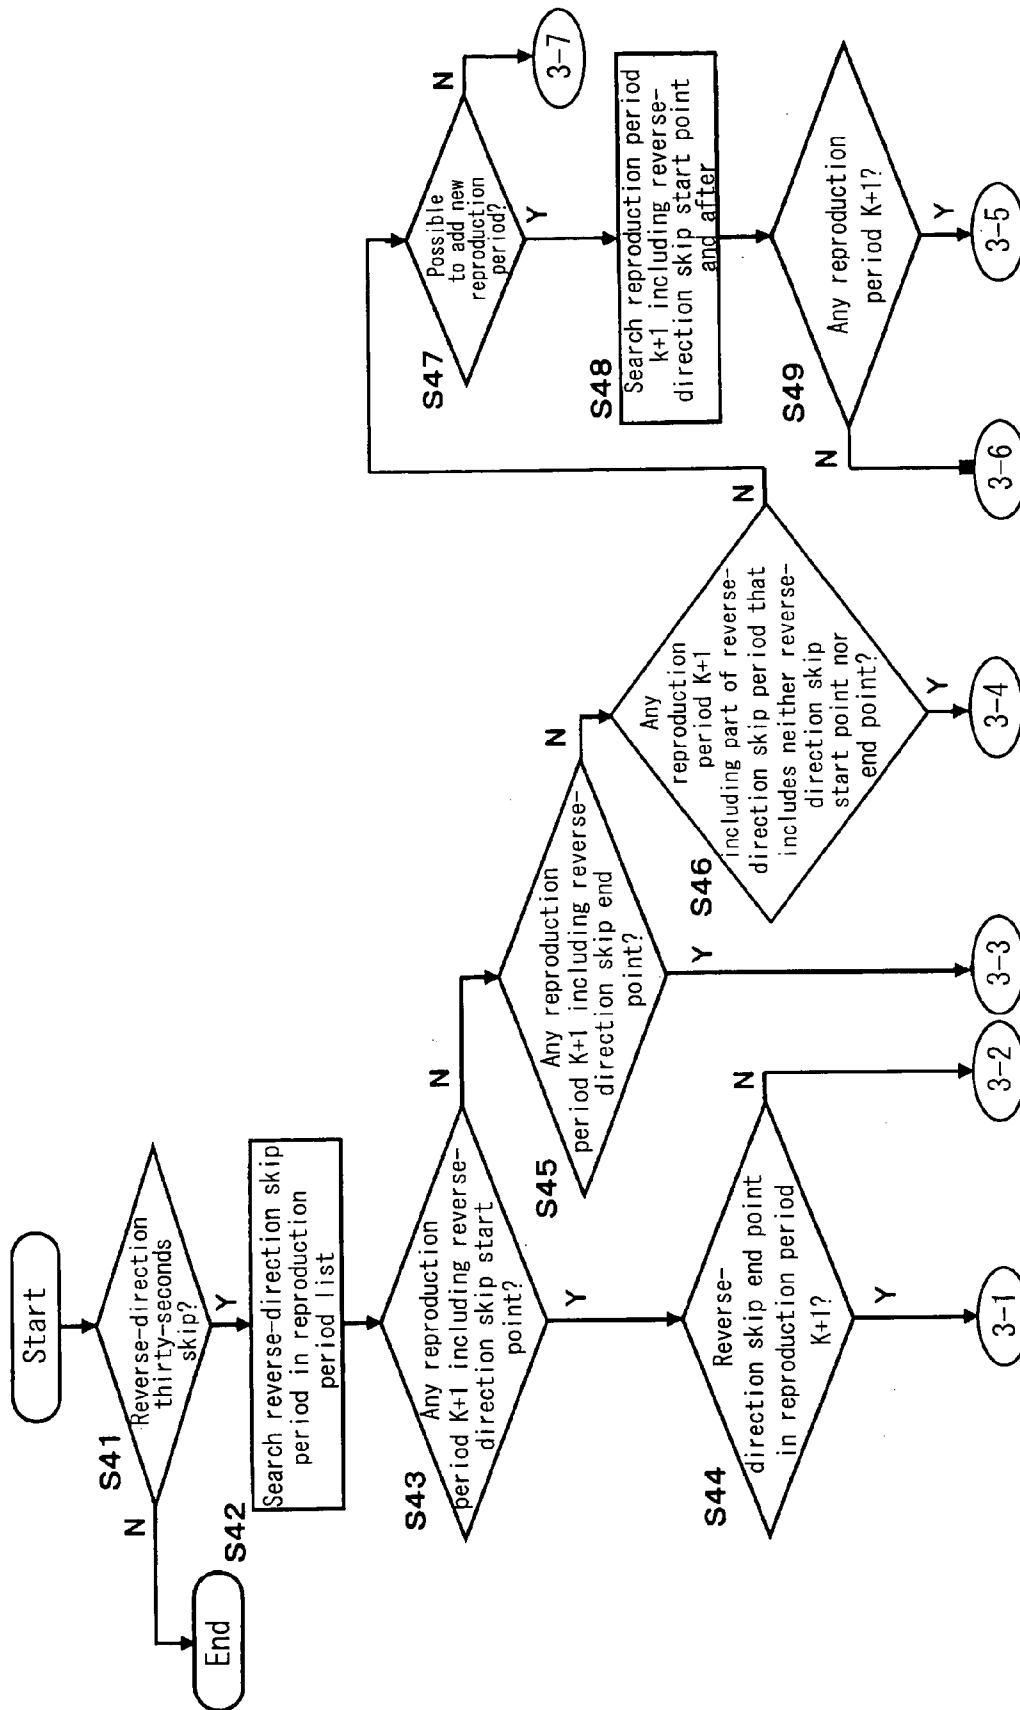 Start
S41
Reverse-direction
thirty-seconds
skip?
N
Y
End
S42
Search reverse-direction skip
period in reproduction
period list
S43
Any reproduction
period K+1 including reverse-
direction skip start
point?
N
Y
S44
Reverse-
direction skip end point
in reproduction period
K+1?
N
Y
3-1
3-2
S45
Any reproduction
period K+1 including reverse-
direction skip end
point?
N
Y
3-3
S46
Any
reproduction
period K+1
including part of reverse-
direction skip period that
includes neither reverse-
direction skip
start point nor
end point?
N
Y
3-4
S47
Possible
to add new
reproduction
period?
N
Y
3-7
S48
Search reproduction period
k+1 including reverse-
direction skip start point
and after
S49
Any reproduction
period K+1?
N
Y
3-6
3-5